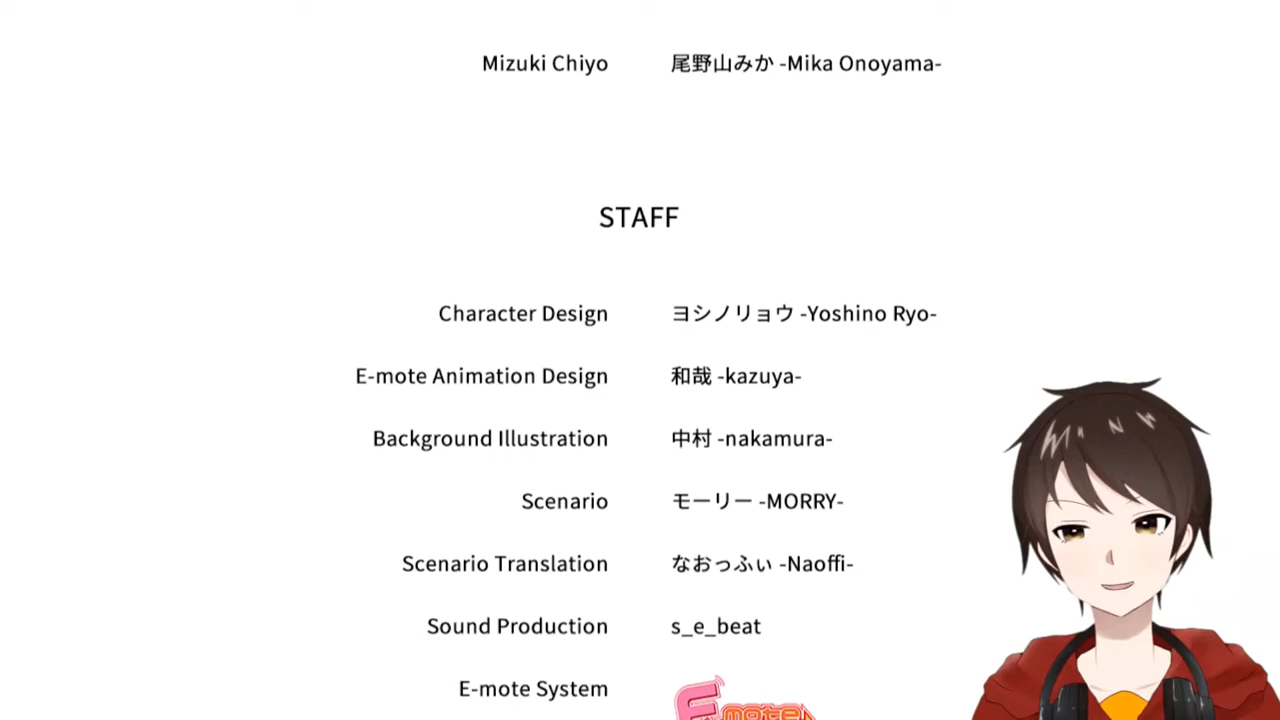 Mizuki Chiyo 尾野山みか -Mika Onoyama-
STAFF
Character Design ヨシノリョウ -Yoshino Ryo-
E-mote Animation Design 和哉 -kazuya-
Background Illustration 中村 -nakamura-
Scenario モーリー -MORRY-
Scenario Translation なおっふぃ -Naoffi-
Sound Production s_e_beat
E-mote System E-mote